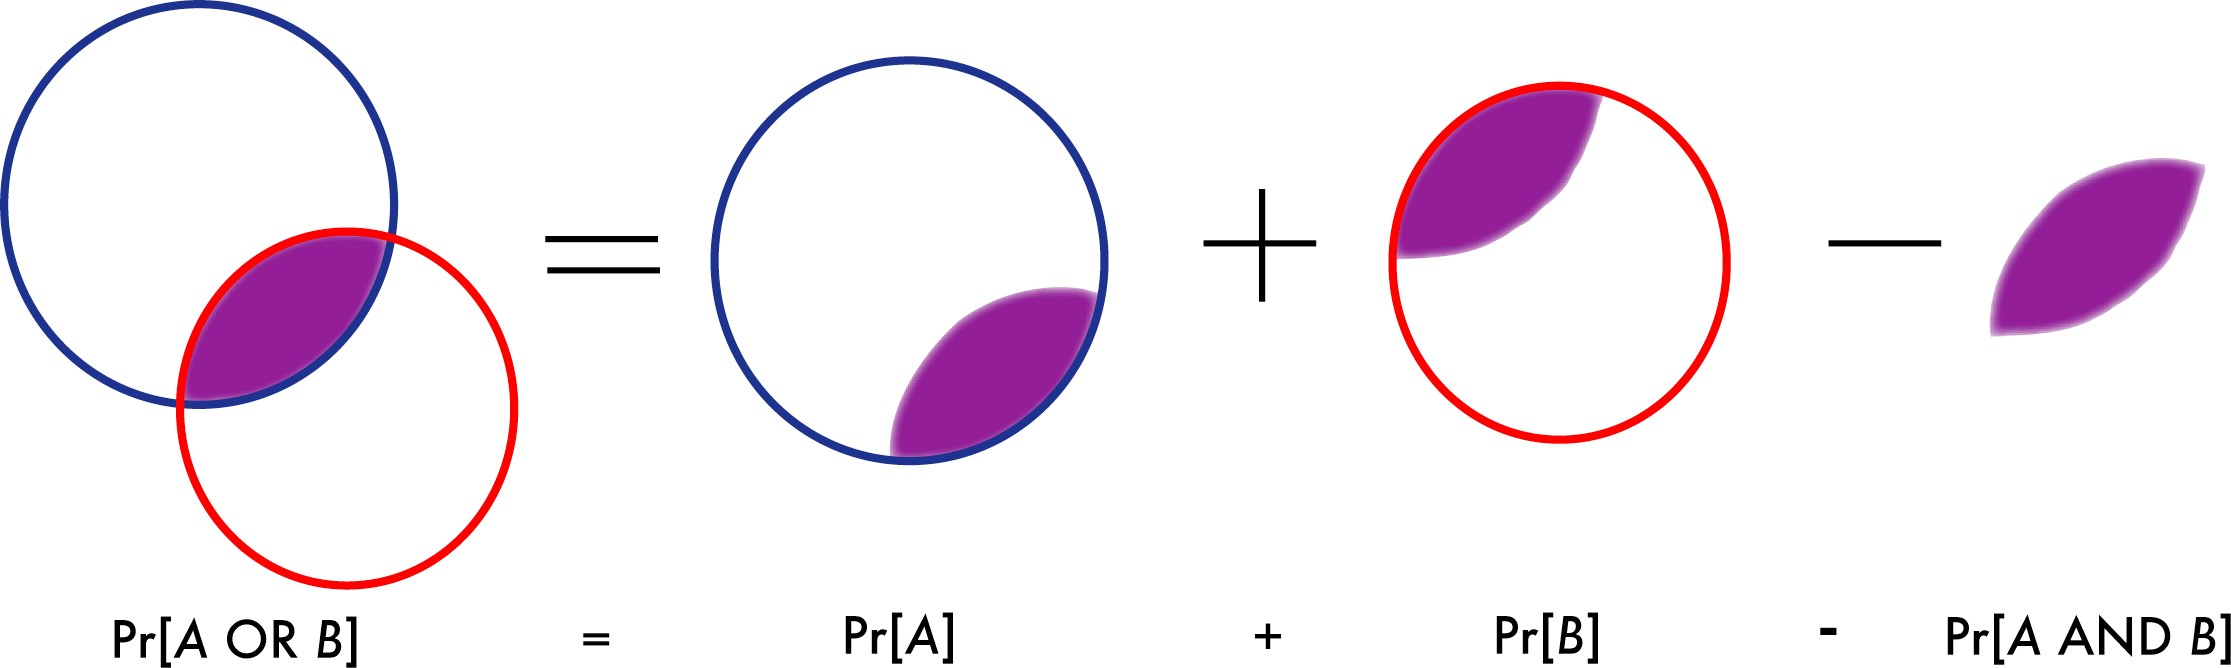 Pr[A OR B] = Pr[A] + Pr[B] - Pr[A AND B]